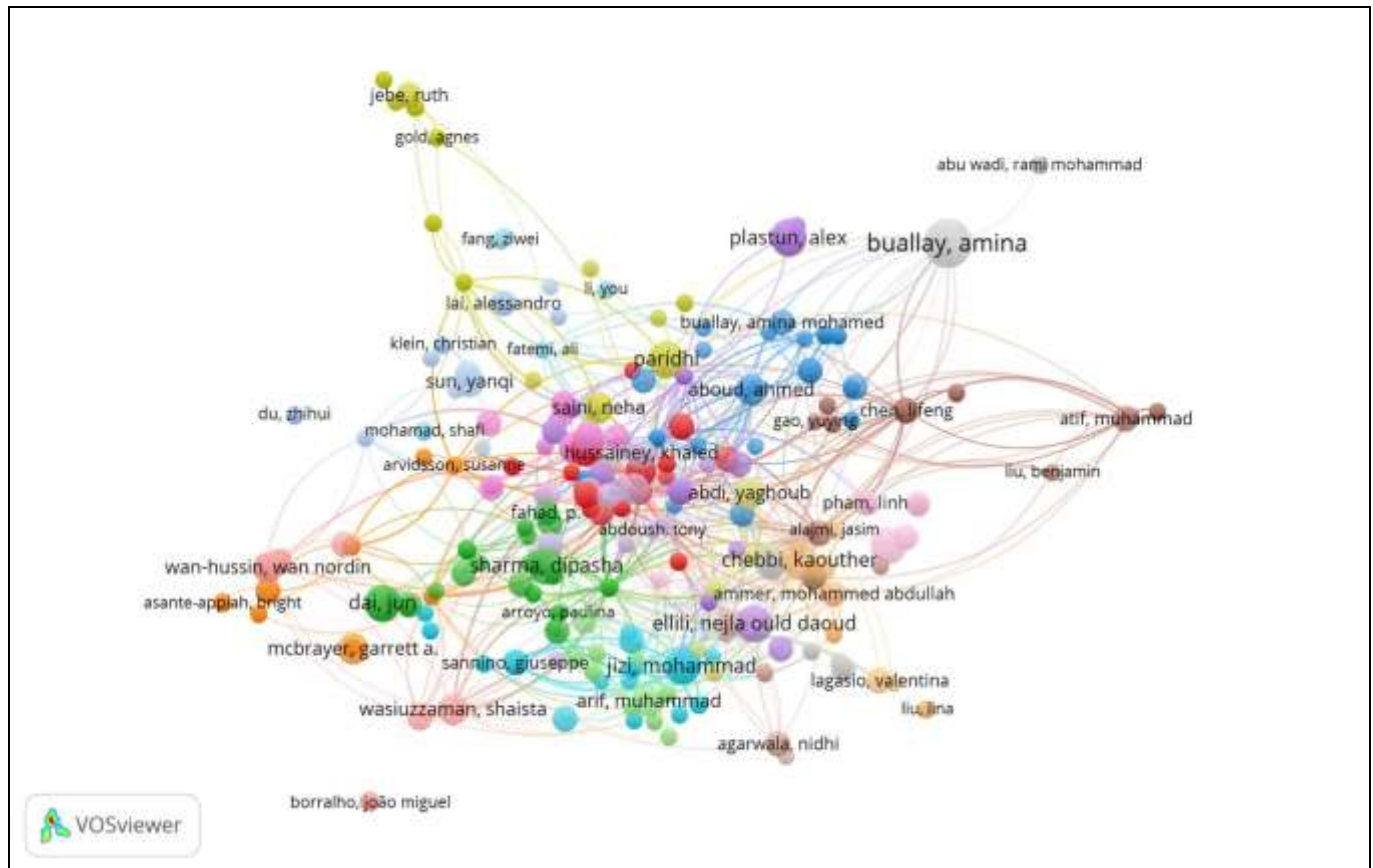 jebe, ruth
gold, agnes
abu wadi, rami mohammad
fang, ziwei
plastun, alex
buallay, amina
li, you
lai, alessandro
buallay, amina mohamed
klein, christian
fatemi, ali
paridhi
sun, yanqi
aboud, ahmed
du, zhihui
saini, neha
gao, yuying
chen, lifeng
atif, muhammad
mohamad, shafi
hussainey, khaled
arvidsson, susanne
liu, benjamin
abdi, yaghoub
pham, linh
fahad, p.
abdoush, tony
alajmi, jasim
wan-hussin, wan nordin
sharma, dipasha
chebbi, kaouther
asante-appiah, bright
dai, jun
arroyo, paulina
ammer, mohammed abdullah
ellili, nejla ould daoud
mcbrayer, garrett a.
sannino, giuseppe
jizi, mohammad
lagasio, valentina
wasiuzzaman, shaista
arif, muhammad
liu, lina
agarwala, nidhi
borralho, joão miguel
VOSviewer